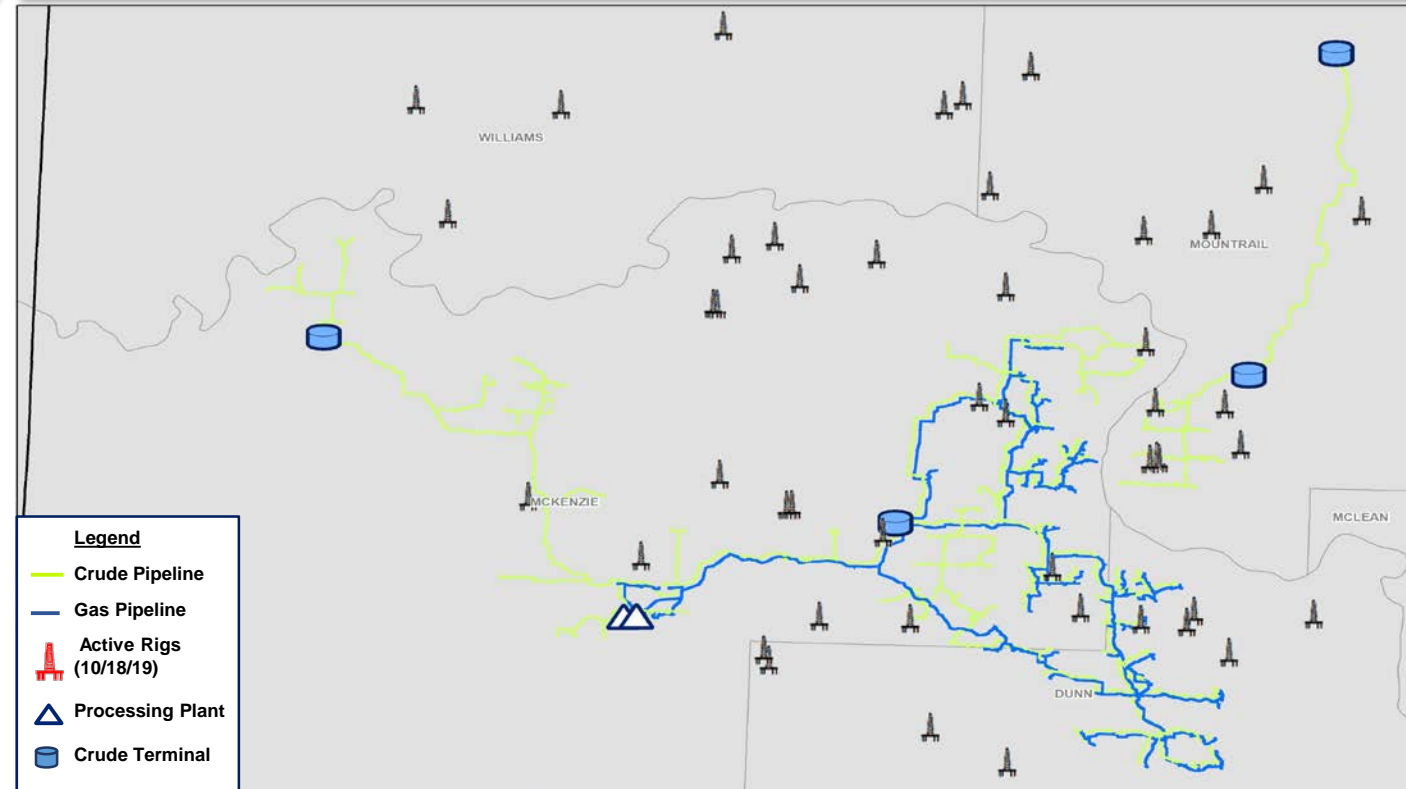 WILLIAMS
MOUNTRAIL
MCKENZIE
MCLEAN
DUNN
Legend
Crude Pipeline
Gas Pipeline
Active Rigs
(10/18/19)
Processing Plant
Crude Terminal